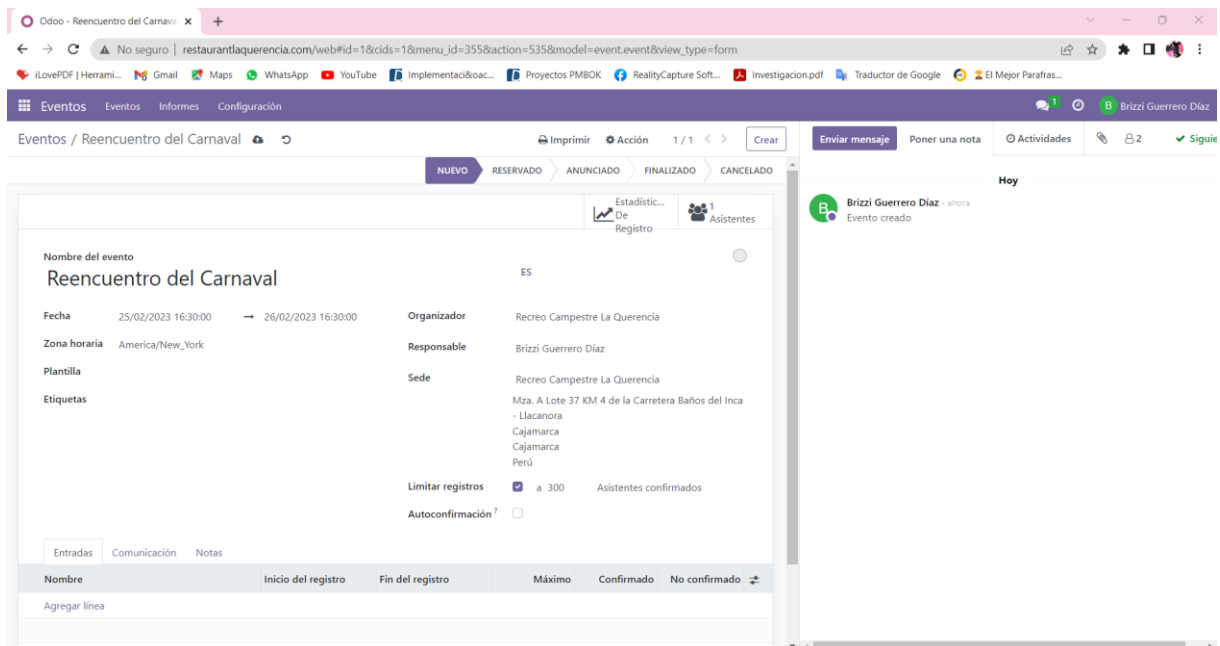 Odoo - Reencuentro del Carnava
No seguro | restaurantlaquerencia.com/web#id=1&cids=1&menu_id=355&action=535&model=event.event&view_type=form
iLovePDF | Herrami... Gmail Maps WhatsApp YouTube Implementaci&oac... Proyectos PMBOK RealityCapture Soft... Investigacion.pdf Traductor de Google El Mejor Parafras...
Eventos Eventos Informes Configuración 1 B Brizzi Guerrero Díaz
Eventos / Reencuentro del Carnaval Imprimir Acción 1 / 1 Crear Enviar mensaje Poner una nota Actividades 2 Siguie
NUEVO RESERVADO ANUNCIADO FINALIZADO CANCELADO
Hoy
Estadístic...
De
Registro
1
Asistentes
B Brizzi Guerrero Díaz - ahora
Evento creado
Nombre del evento
Reencuentro del Carnaval ES
Fecha 25/02/2023 16:30:00 → 26/02/2023 16:30:00 Organizador Recreo Campestre La Querencia
Zona horaria America/New_York Responsable Brizzi Guerrero Díaz
Plantilla Sede Recreo Campestre La Querencia
Etiquetas Mza. A Lote 37 KM 4 de la Carretera Baños del Inca
- Llacanora
Cajamarca
Cajamarca
Perú
Limitar registros a 300 Asistentes confirmados
Autoconfirmación ?
Entradas Comunicación Notas
Nombre Inicio del registro Fin del registro Máximo Confirmado No confirmado
Agregar línea